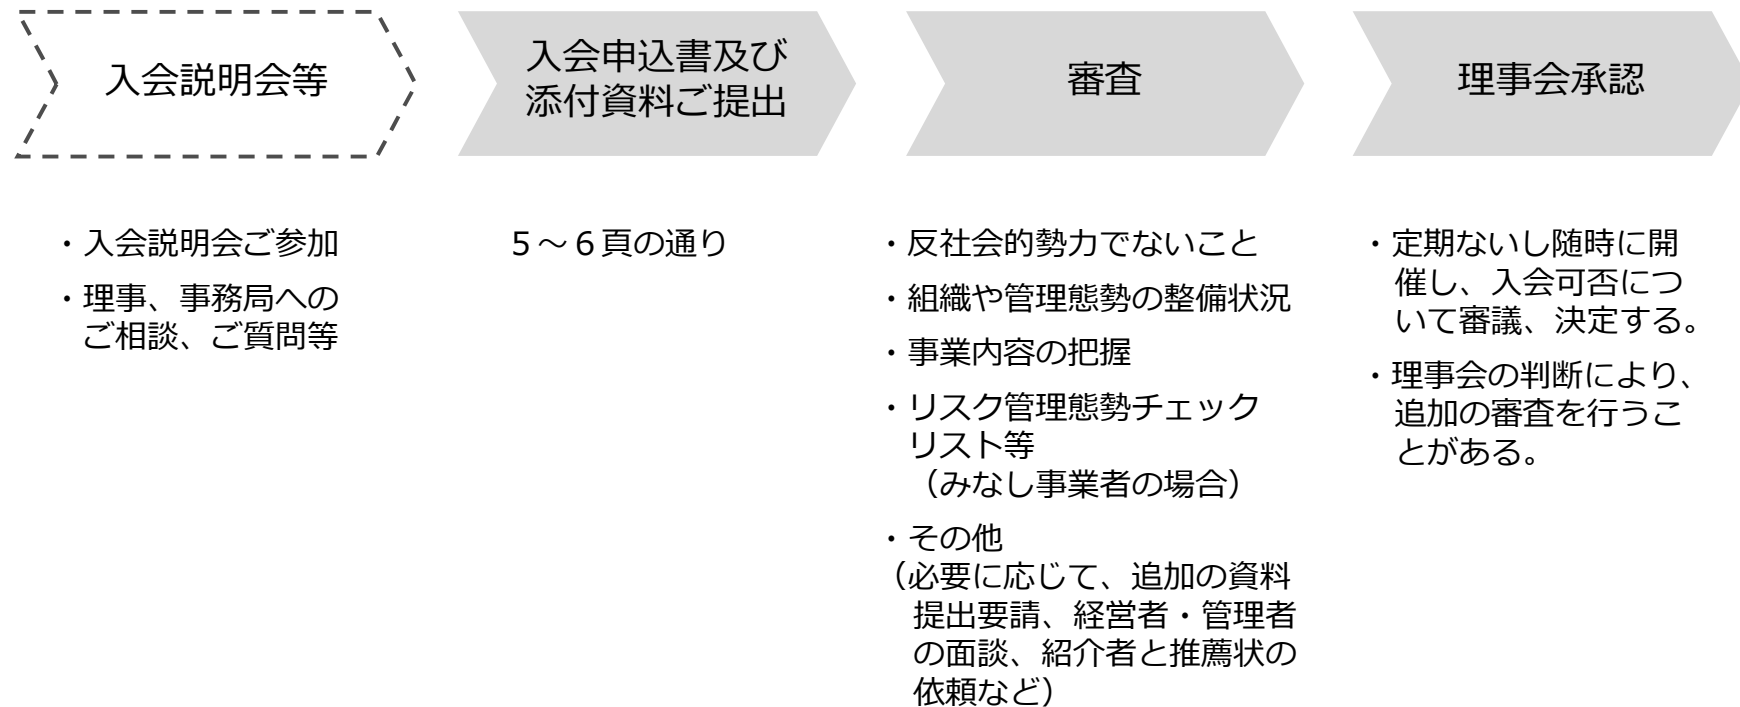 入会説明会等
入会申込書及び
添付資料ご提出
審査
理事会承認
・入会説明会ご参加
・理事、事務局への
ご相談、ご質問等
５～６頁の通り
・反社会的勢力でないこと
・組織や管理態勢の整備状況
・事業内容の把握
・リスク管理態勢チェック
リスト等
（みなし事業者の場合）
・その他
（必要に応じて、追加の資料
提出要請、経営者・管理者
の面談、紹介者と推薦状の
依頼など）
・定期ないし随時に開
催し、入会可否につ
いて審議、決定する。
・理事会の判断により、
追加の審査を行うこ
とがある。